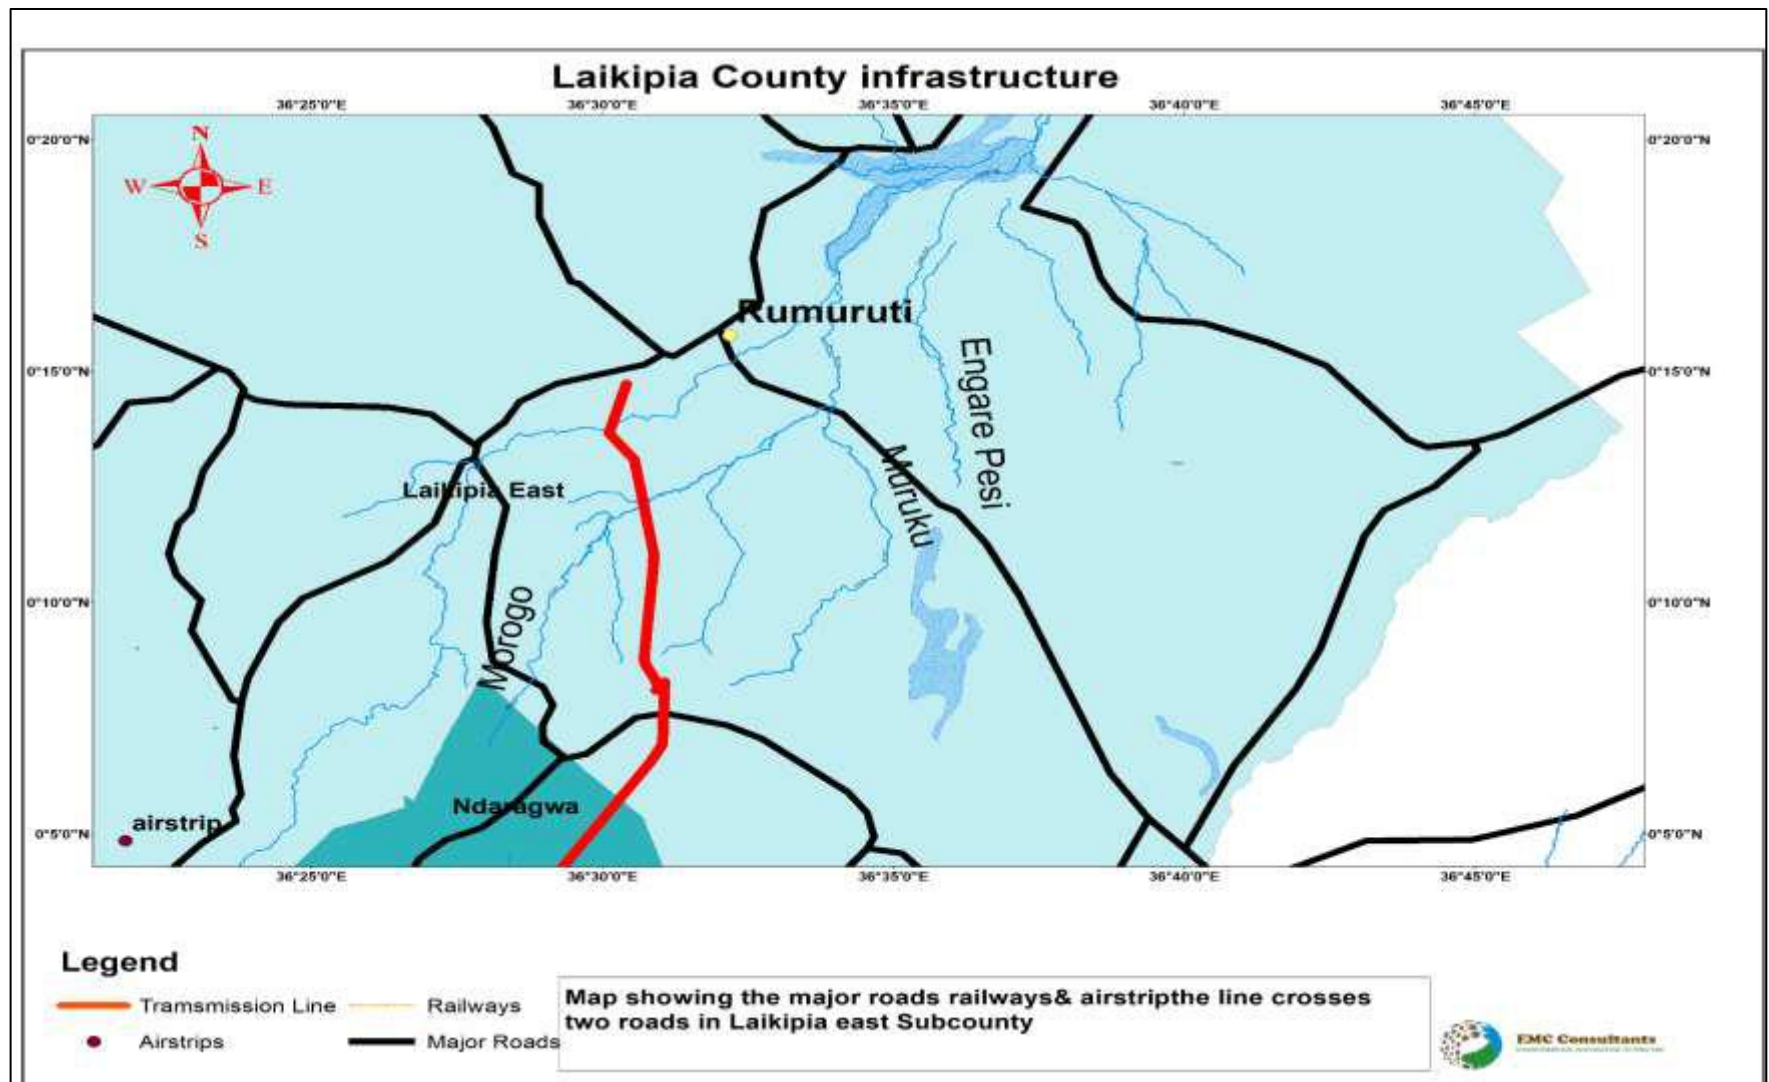 Laikipia County infrastructure
36°25'0"E 36°30'0"E 36°35'0"E 36°40'0"E 36°45'0"E
0°20'0"N 0°20'0"N
N
W E
S
Rumuruti
0°15'0"N 0°15'0"N
Engare Pesi
Muruku
Laikipia East
0°10'0"N 0°10'0"N
Morogo
Ndaragwa
airstrip
0°5'0"N 0°5'0"N
36°25'0"E 36°30'0"E 36°35'0"E 36°40'0"E 36°45'0"E
Legend
Tramsmission Line
Railways
Airstrips
Major Roads
Map showing the major roads railways& airstripthe line crosses
two roads in Laikipia east Subcounty
EMC Consultants